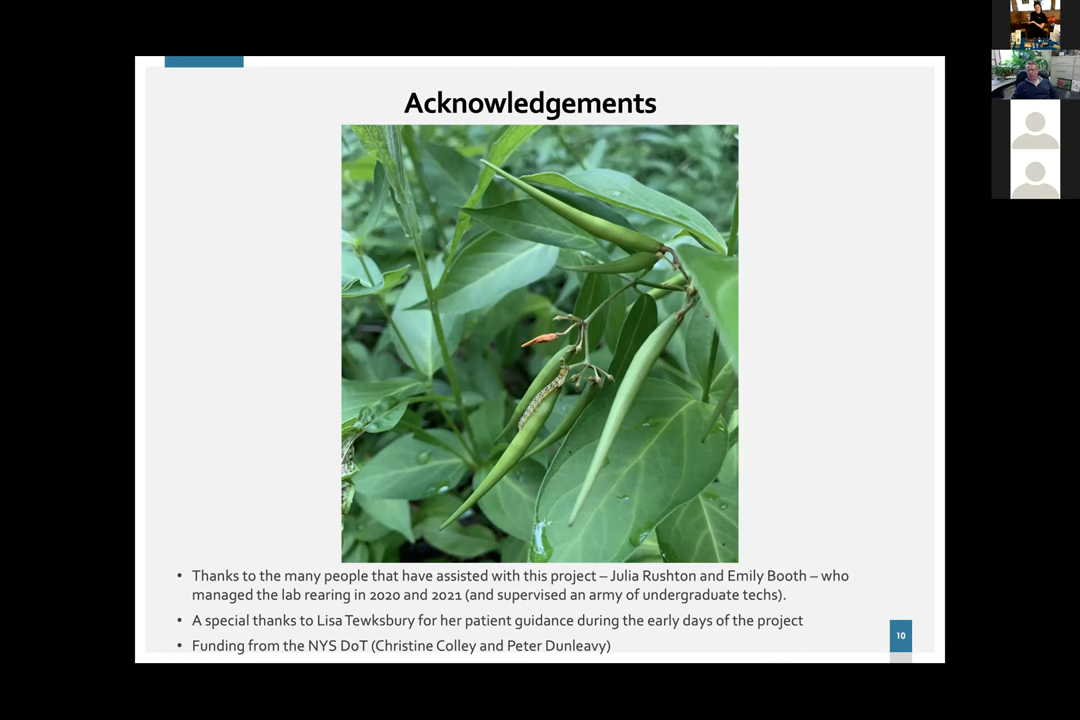 Acknowledgements
• Thanks to the many people that have assisted with this project – Julia Rushton and Emily Booth – who
managed the lab rearing in 2020 and 2021 (and supervised an army of undergraduate techs).
• A special thanks to Lisa Tewksbury for her patient guidance during the early days of the project
• Funding from the NYS DoT (Christine Colley and Peter Dunleavy)
10